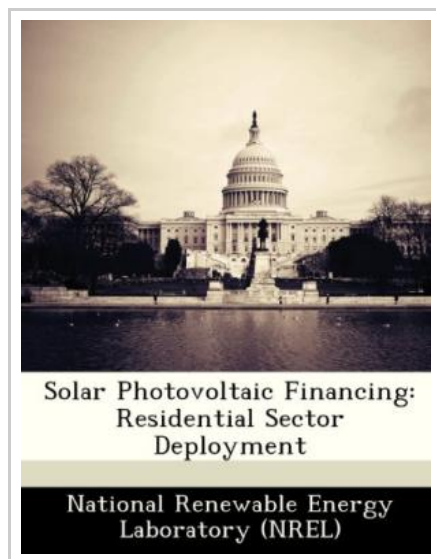 Solar Photovoltaic Financing:
Residential Sector
Deployment
National Renewable Energy
Laboratory (NREL)